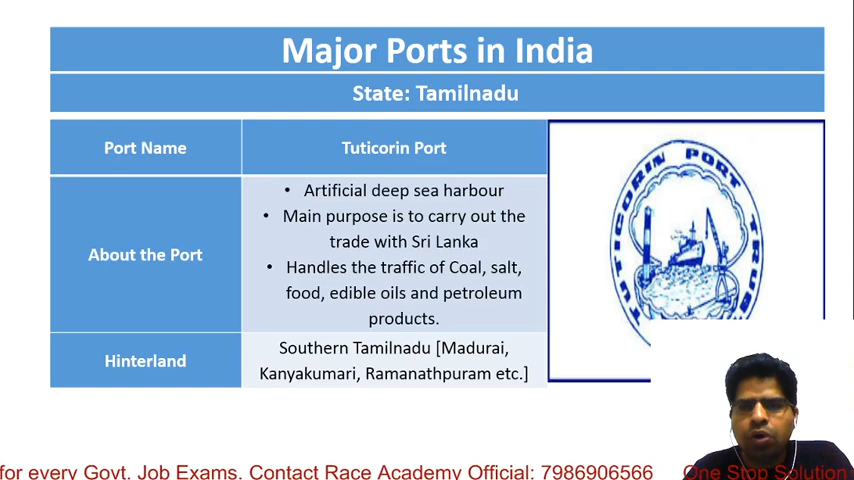 Major Ports in India
State: Tamilnadu
Port Name
Tuticorin Port
TUTICORIN PORT TRUS
About the Port
• Artificial deep sea harbour
• Main purpose is to carry out the
trade with Sri Lanka
• Handles the traffic of Coal, salt,
food, edible oils and petroleum
products.
Hinterland
Southern Tamilnadu [Madurai,
Kanyakumari, Ramanathpuram etc.]
for every Govt. Job Exams. Contact Race Academy Official: 7986906566 One Stop Solution